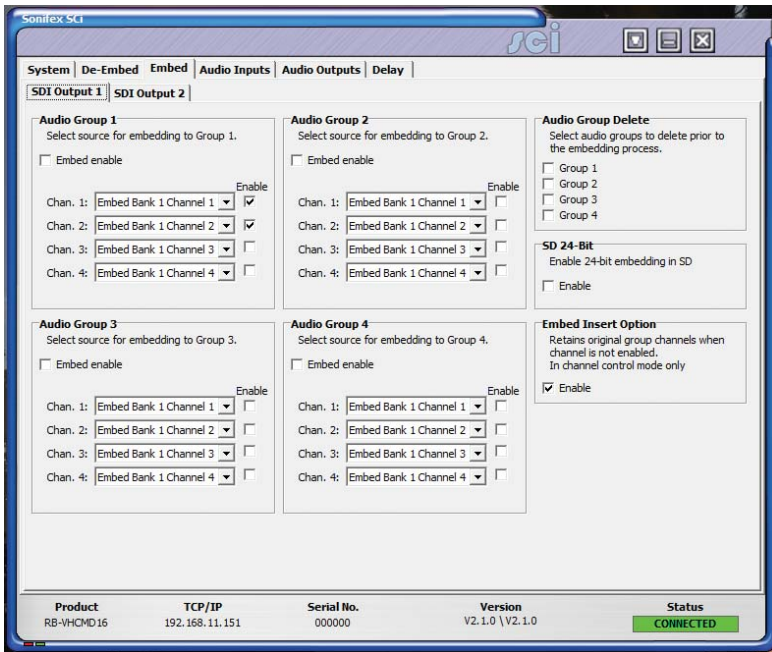 Sonifex SCi
sci
System De-Embed Embed Audio Inputs Audio Outputs Delay
SDI Output 1 SDI Output 2
Audio Group 1
Select source for embedding to Group 1.
Embed enable
Enable
Chan. 1: Embed Bank 1 Channel 1
Chan. 2: Embed Bank 1 Channel 2
Chan. 3: Embed Bank 1 Channel 3
Chan. 4: Embed Bank 1 Channel 4
Audio Group 2
Select source for embedding to Group 2.
Embed enable
Enable
Chan. 1: Embed Bank 1 Channel 1
Chan. 2: Embed Bank 1 Channel 2
Chan. 3: Embed Bank 1 Channel 3
Chan. 4: Embed Bank 1 Channel 4
Audio Group Delete
Select audio groups to delete prior to
the embedding process.
Group 1
Group 2
Group 3
Group 4
SD 24-Bit
Enable 24-bit embedding in SD
Enable
Audio Group 3
Select source for embedding to Group 3.
Embed enable
Enable
Chan. 1: Embed Bank 1 Channel 1
Chan. 2: Embed Bank 1 Channel 2
Chan. 3: Embed Bank 1 Channel 3
Chan. 4: Embed Bank 1 Channel 4
Audio Group 4
Select source for embedding to Group 4.
Embed enable
Enable
Chan. 1: Embed Bank 1 Channel 1
Chan. 2: Embed Bank 1 Channel 2
Chan. 3: Embed Bank 1 Channel 3
Chan. 4: Embed Bank 1 Channel 4
Embed Insert Option
Retains original group channels when
channel is not enabled.
In channel control mode only
Enable
Product TCP/IP Serial No. Version Status
RB-VHCMD16 192.168.11.151 000000 V2.1.0 \ V2.1.0 CONNECTED